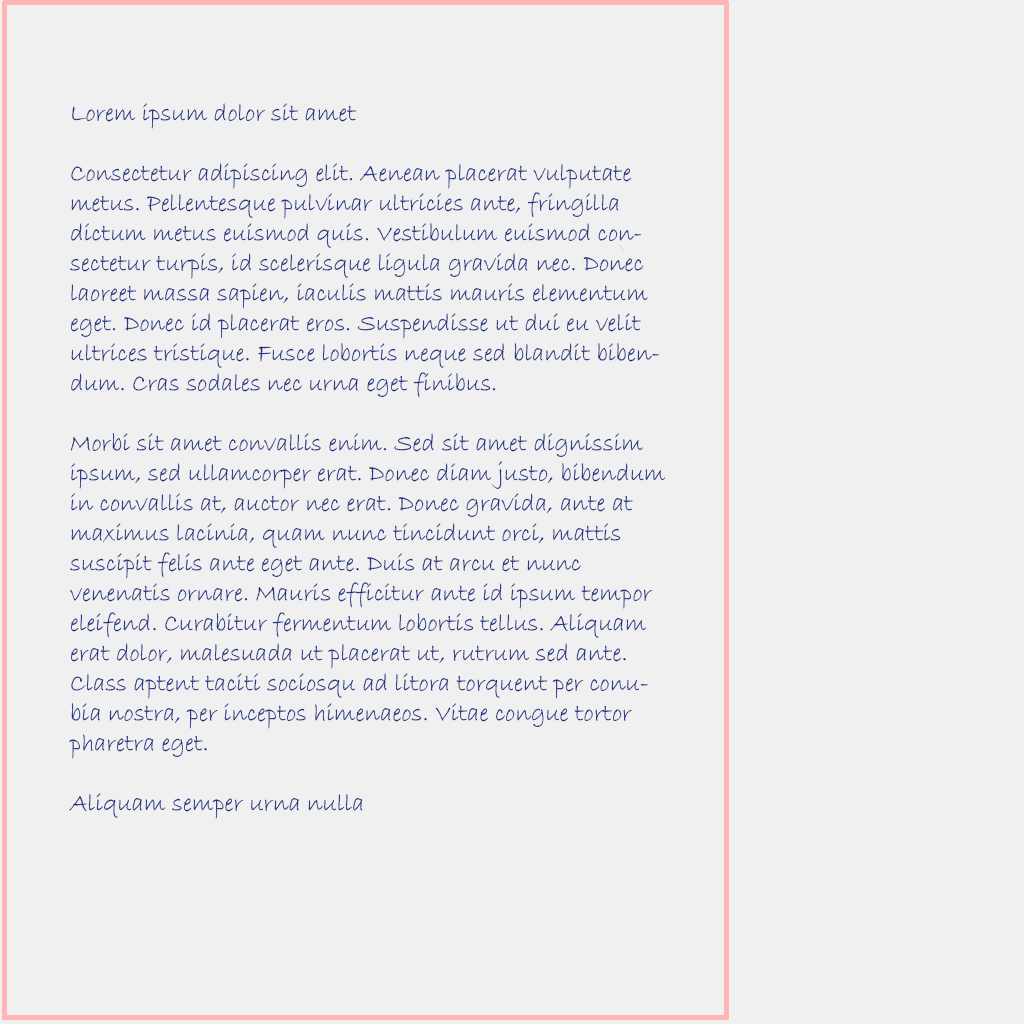 Lorem ipsum dolor sit amet
Consectetur adipiscing elit. Aenean placerat vulputate
metus. Pellentesque pulvinar ultricies ante, fringilla
dictum metus euismod quis. Vestibulum euismod con-
sectetur turpis, id scelerisque ligula gravida nec. Donec
laoreet massa sapien, iaculis mattis mauris elementum
eget. Donec id placerat eros. Suspendisse ut dui eu velit
ultrices tristique. Fusce lobortis neque sed blandit biben-
dum. Cras sodales nec urna eget finibus.
Morbi sit amet convallis enim. Sed sit amet dignissim
ipsum, sed ullamcorper erat. Donec diam justo, bibendum
in convallis at, auctor nec erat. Donec gravida, ante at
maximus lacinia, quam nunc tincidunt orci, mattis
suscipit felis ante eget ante. Duis at arcu et nunc
venenatis ornare. Mauris efficitur ante id ipsum tempor
eleifend. Curabitur fermentum lobortis tellus. Aliquam
erat dolor, malesuada ut placerat ut, rutrum sed ante.
Class aptent taciti sociosqu ad litora torquent per conu-
bia nostra, per inceptos himenaeos. Vitae congue tortor
pharetra eget.
Aliquam semper urna nulla